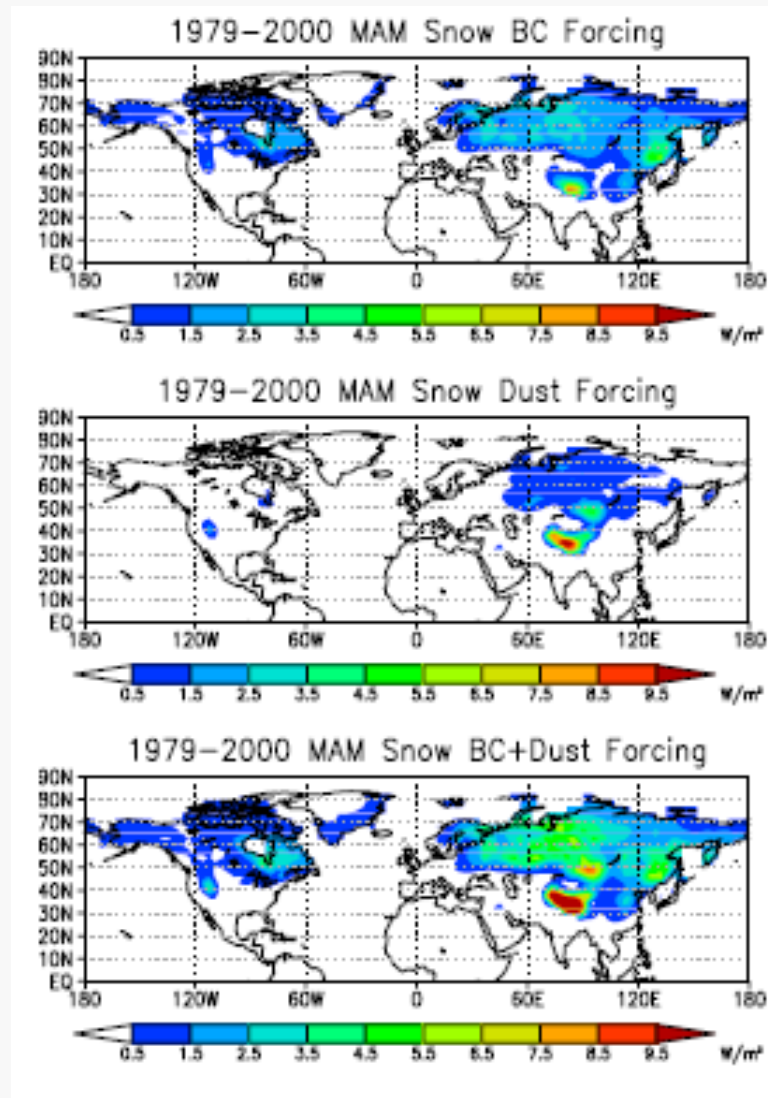 1979-2000 MAM Snow BC Forcing
90N
80N
70N
60N
50N
40N
30N
20N
10N
EQ
180 120W 60W 0 60E 120E 180
0.5 1.5 2.5 3.5 4.5 5.5 6.5 7.5 8.5 9.5 W/m²
1979-2000 MAM Snow Dust Forcing
90N
80N
70N
60N
50N
40N
30N
20N
10N
EQ
180 120W 60W 0 60E 120E 180
0.5 1.5 2.5 3.5 4.5 5.5 6.5 7.5 8.5 9.5 W/m²
1979-2000 MAM Snow BC+Dust Forcing
90N
80N
70N
60N
50N
40N
30N
20N
10N
EQ
180 120W 60W 0 60E 120E 180
0.5 1.5 2.5 3.5 4.5 5.5 6.5 7.5 8.5 9.5 W/m²